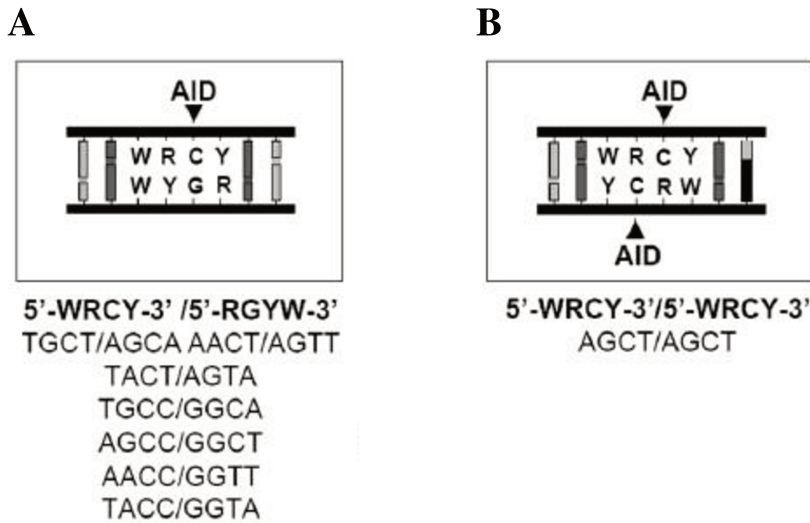 A
AID
W R C Y
W Y G R
5'-WRCY-3' /5'-RGYW-3'
TGCT/AGCA AACT/AGTT
TACT/AGTA
TGCC/GGCA
AGCC/GGCT
AACC/GGTT
TACC/GGTA
B
AID
W R C Y
Y C R W
AID
5'-WRCY-3'/5'-WRCY-3'
AGCT/AGCT